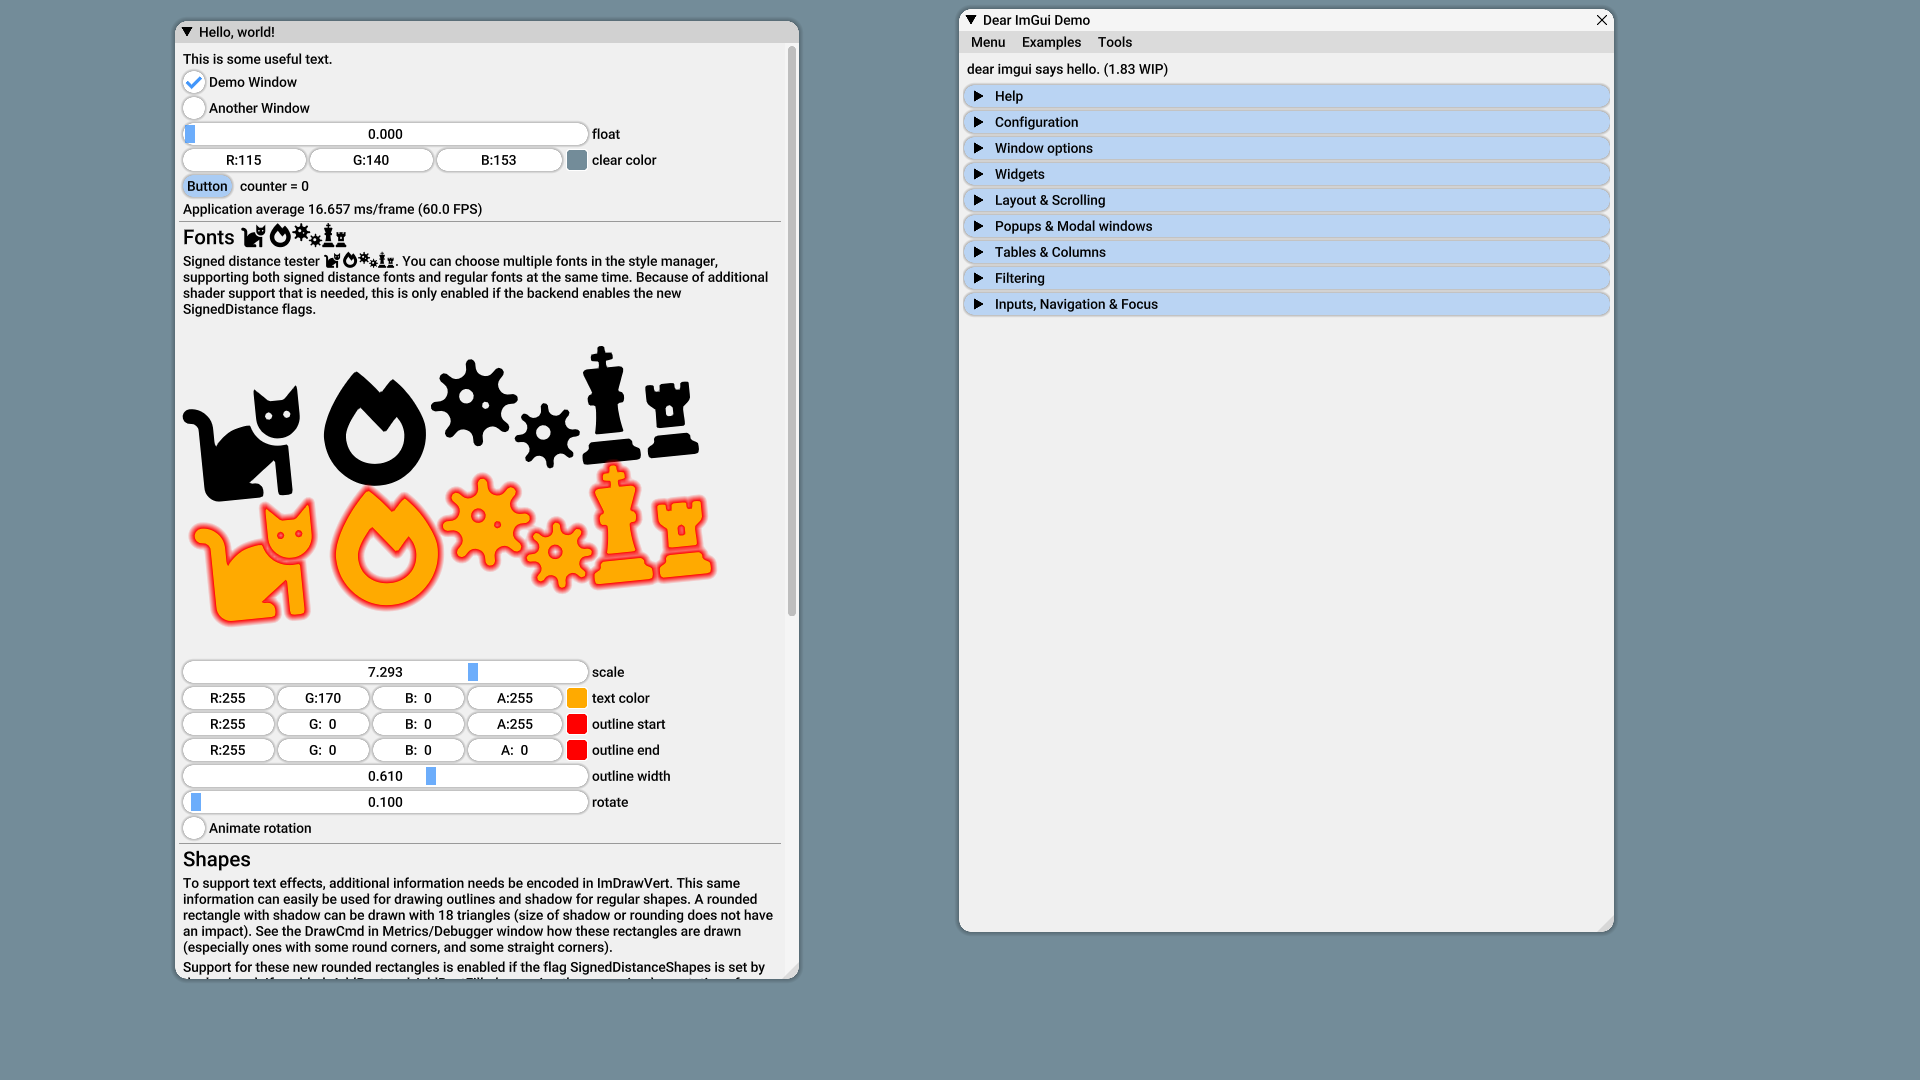 Hello, world!
This is some useful text.
Demo Window
Another Window
0.000 float
R:115 G:140 B:153 clear color
Button counter = 0
Application average 16.657 ms/frame (60.0 FPS)
Fonts
Signed distance tester . You can choose multiple fonts in the style manager,
supporting both signed distance fonts and regular fonts at the same time. Because of additional
shader support that is needed, this is only enabled if the backend enables the new
SignedDistance flags.
7.293 scale
R:255 G:170 B: 0 A:255 text color
R:255 G: 0 B: 0 A:255 outline start
R:255 G: 0 B: 0 A: 0 outline end
0.610 outline width
0.100 rotate
Animate rotation
Shapes
To support text effects, additional information needs be encoded in ImDrawVert. This same
information can easily be used for drawing outlines and shadow for regular shapes. A rounded
rectangle with shadow can be drawn with 18 triangles (size of shadow or rounding does not have
an impact). See the DrawCmd in Metrics/Debugger window how these rectangles are drawn
(especially ones with some round corners, and some straight corners).
Support for these new rounded rectangles is enabled if the flag SignedDistanceShapes is set by
Dear ImGui Demo
Menu Examples Tools
dear imgui says hello. (1.83 WIP)
Help
Configuration
Window options
Widgets
Layout & Scrolling
Popups & Modal windows
Tables & Columns
Filtering
Inputs, Navigation & Focus